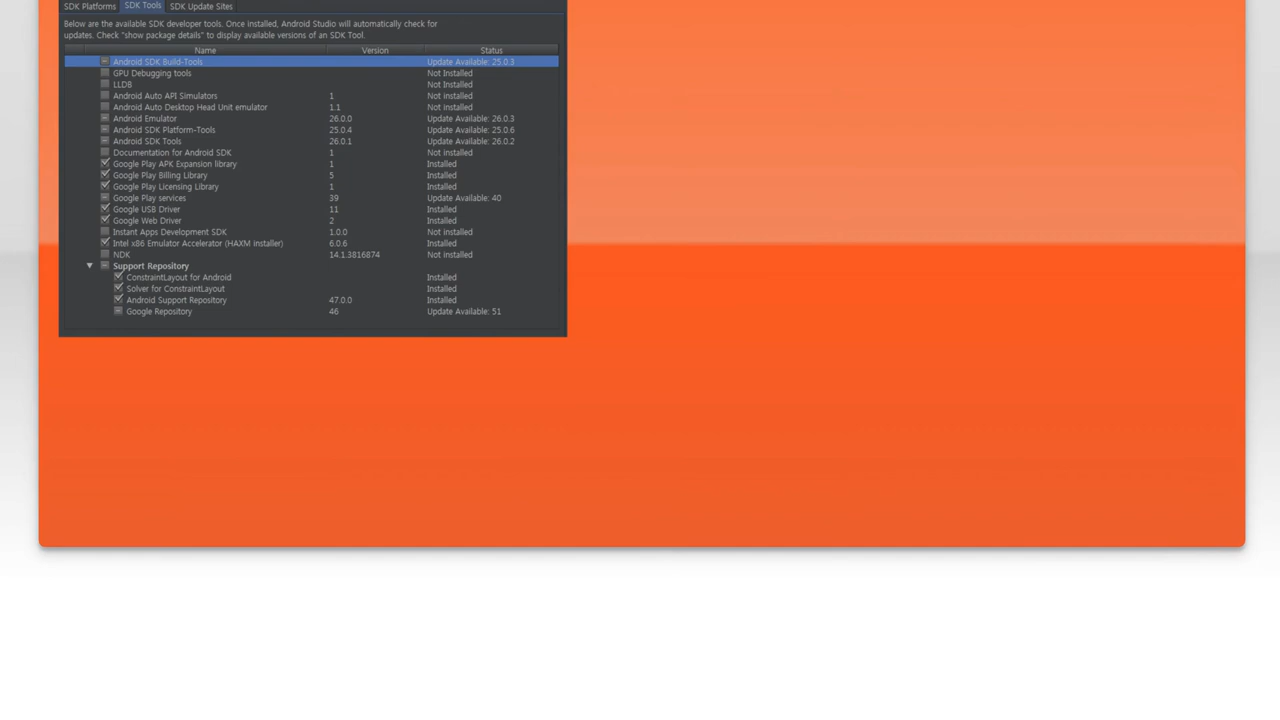 SDK Platforms SDK Tools SDK Update Sites
Below are the available SDK developer tools. Once installed, Android Studio will automatically check for
updates. Check "show package details" to display available versions of an SDK Tool.
Name Version Status
Android SDK Build-Tools Update Available: 25.0.3
GPU Debugging tools Not Installed
LLDB Not Installed
Android Auto API Simulators 1 Not installed
Android Auto Desktop Head Unit emulator 1.1 Not installed
Android Emulator 26.0.0 Update Available: 26.0.3
Android SDK Platform-Tools 25.0.4 Update Available: 25.0.6
Android SDK Tools 26.0.1 Update Available: 26.0.2
Documentation for Android SDK 1 Not installed
Google Play APK Expansion library 1 Installed
Google Play Billing Library 5 Installed
Google Play Licensing Library 1 Installed
Google Play services 39 Update Available: 40
Google USB Driver 11 Installed
Google Web Driver 2 Installed
Instant Apps Development SDK 1.0.0 Not installed
Intel x86 Emulator Accelerator (HAXM installer) 6.0.6 Installed
NDK 14.1.3816874 Not installed
Support Repository
ConstraintLayout for Android Installed
Solver for ConstraintLayout Installed
Android Support Repository 47.0.0 Installed
Google Repository 46 Update Available: 51